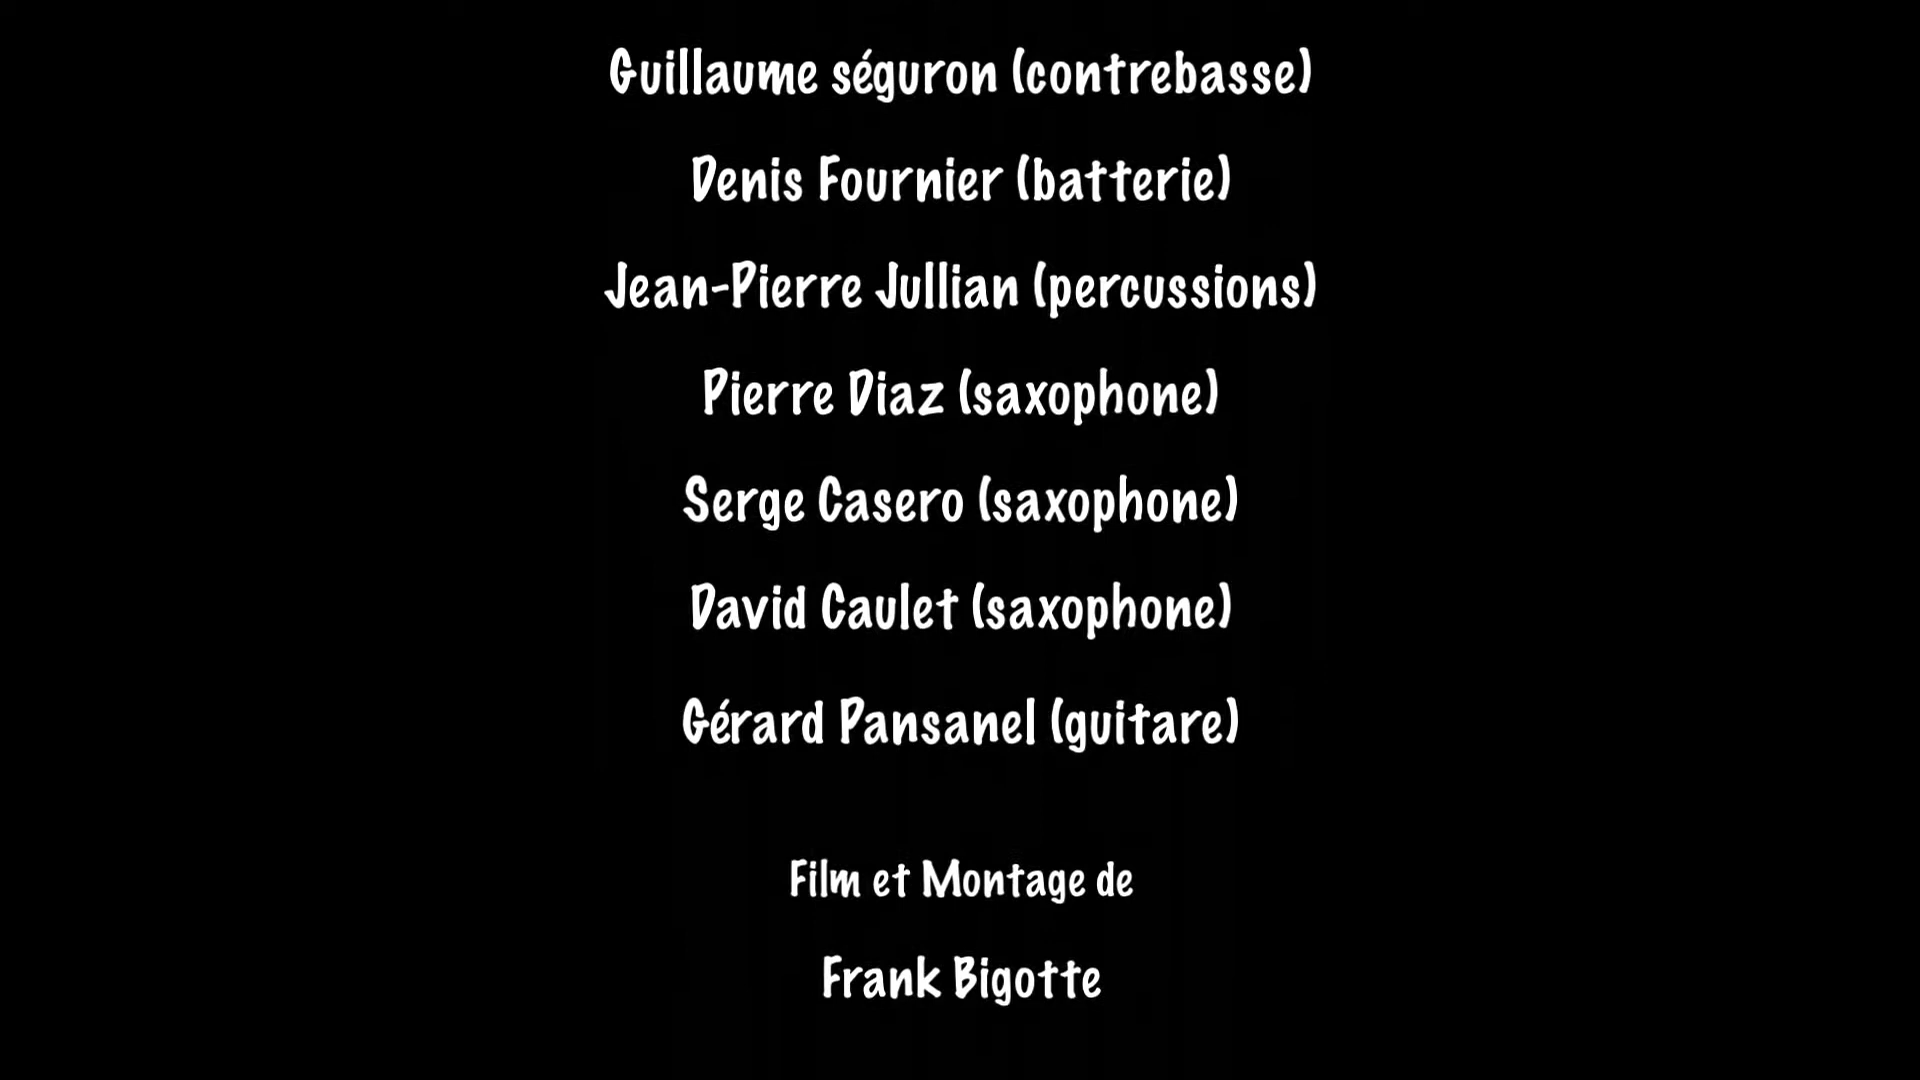 Guillaume séguron (contrebasse)
Denis Fournier (batterie)
Jean-Pierre Jullian (percussions)
Pierre Diaz (saxophone)
Serge Casero (saxophone)
David Caulet (saxophone)
Gérard Pansanel (guitare)
Film et Montage de
Frank Bigotte